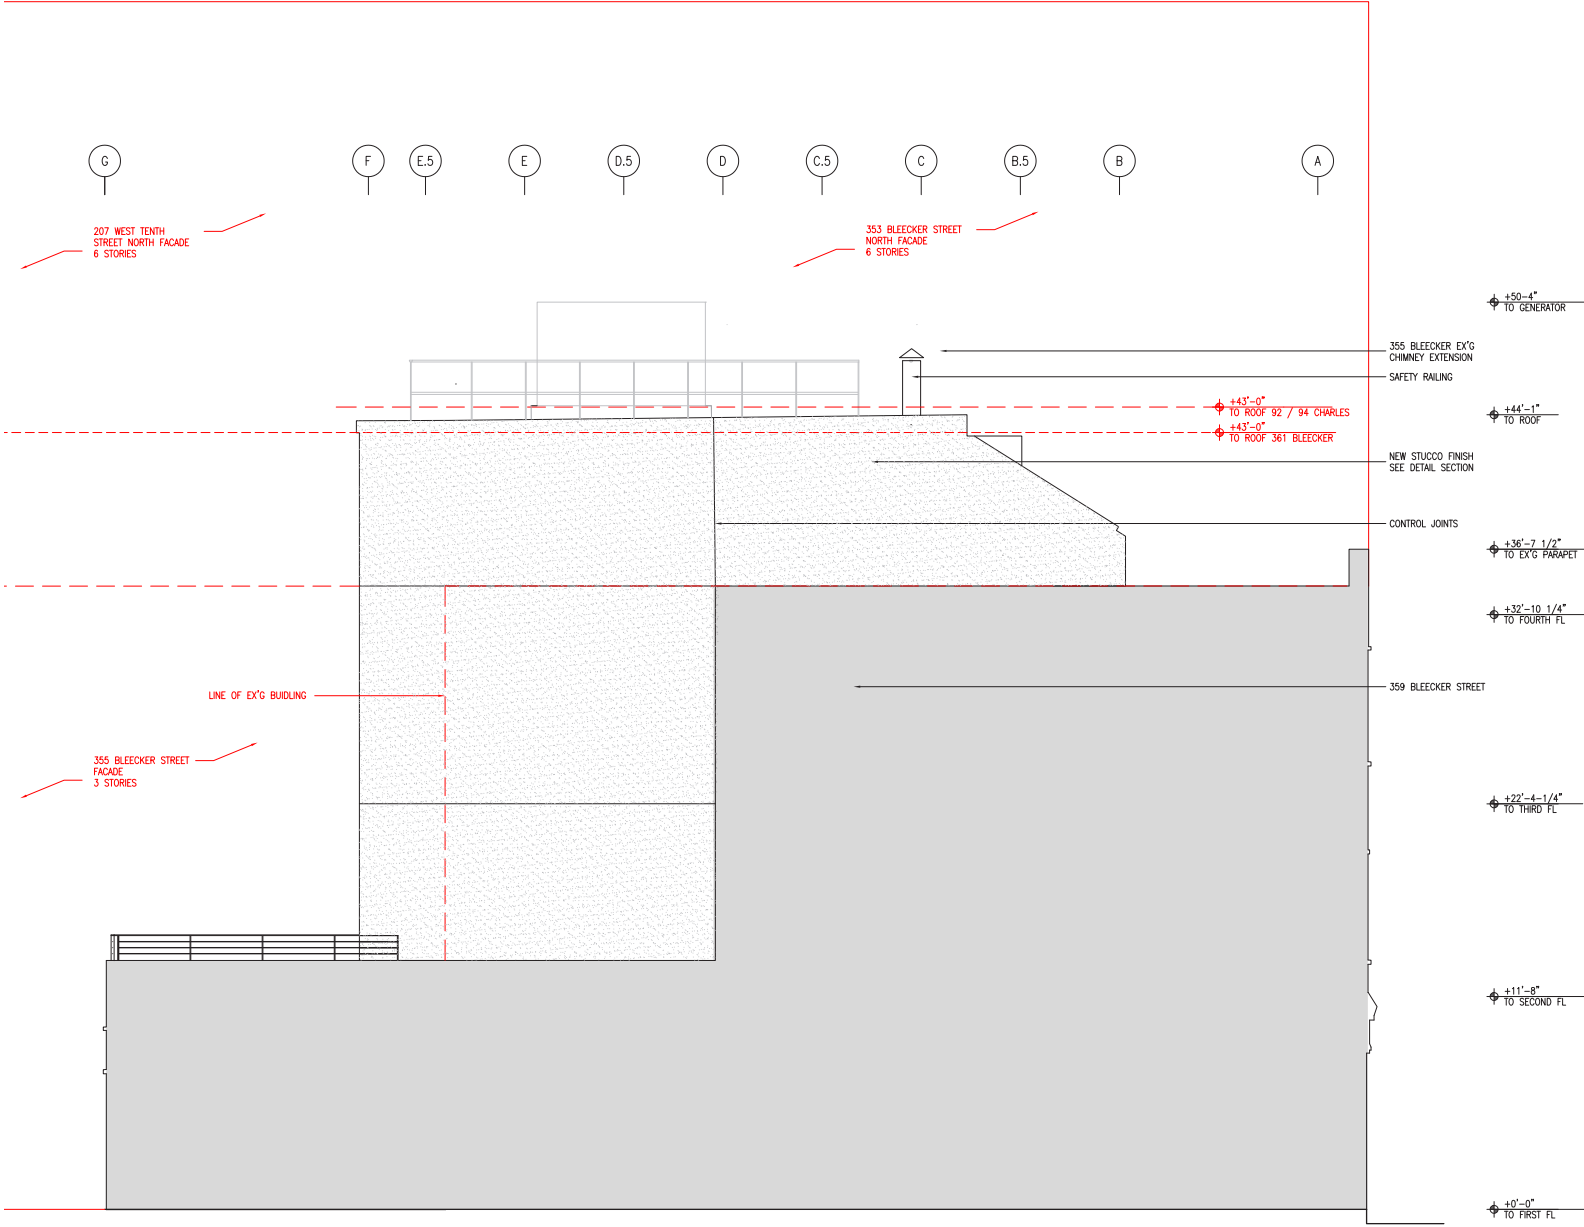 G
F
E.5
E
D.5
D
C.5
C
B.5
B
A
207 WEST TENTH
STREET NORTH FACADE
6 STORIES
353 BLEECKER STREET
NORTH FACADE
6 STORIES
+50-4"
TO GENERATOR
355 BLEECKER EX'G
CHIMNEY EXTENSION
SAFETY RAILING
+43'-0"
TO ROOF 92 / 94 CHARLES
+44'-1"
TO ROOF
+43'-0"
TO ROOF 361 BLEECKER
NEW STUCCO FINISH
SEE DETAIL SECTION
CONTROL JOINTS
+36'-7 1/2"
TO EX'G PARAPET
+32'-10 1/4"
TO FOURTH FL
359 BLEECKER STREET
LINE OF EX'G BUIDLING
355 BLEECKER STREET
FACADE
3 STORIES
+22'-4-1/4"
TO THIRD FL
+11'-8"
TO SECOND FL
+0'-0"
TO FIRST FL